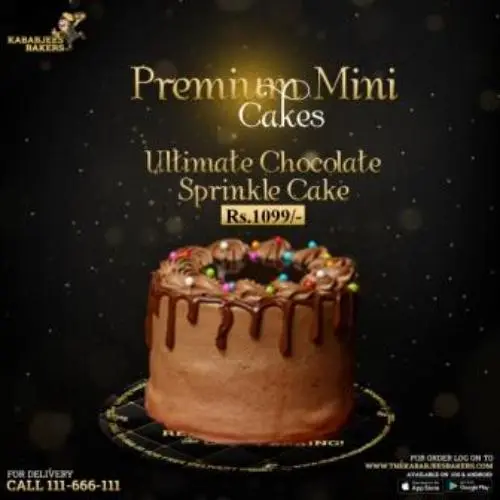 KABABJEES
BAKERS
Premium Mini
Cakes
Ultimate Chocolate
Sprinkle Cake
Rs.1099/-
FOR DELIVERY
CALL 111-666-111
FOR ORDER LOG ON TO
WWW.THEKABABJEESBAKERS.COM
AVAILABLE ON IOS & ANDROID
App Store
Google Play